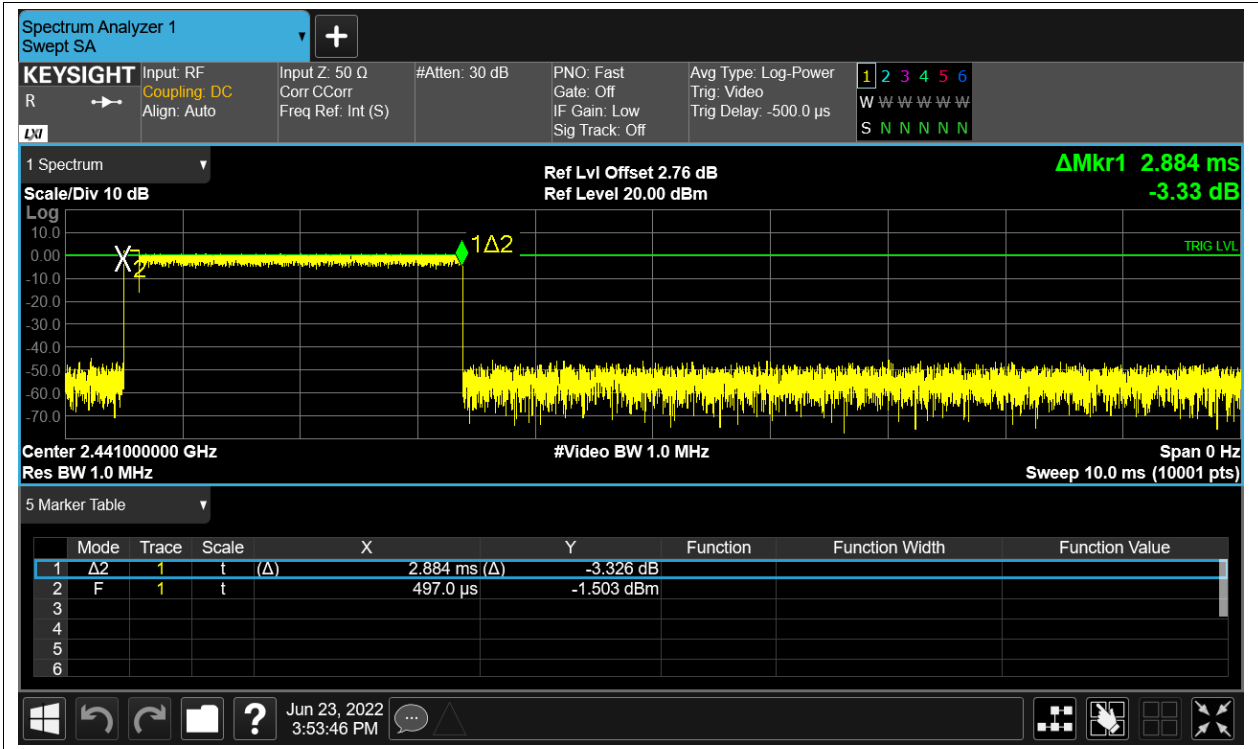 Spectrum Analyzer 1
Swept SA
KEYSIGHT Input: RF Input Z: 50 Ω #Atten: 30 dB PNO: Fast Avg Type: Log-Power 1 2 3 4 5 6
R Coupling: DC Corr CCorr Gate: Off Trig: Video W W W W W W
Align: Auto Freq Ref: Int (S) IF Gain: Low Trig Delay: -500.0 µs
LXI Sig Track: Off S N N N N N
1 Spectrum Ref Lvl Offset 2.76 dB ΔMkr1 2.884 ms
Scale/Div 10 dB Ref Level 20.00 dBm -3.33 dB
Log
10.0
0.00 X 2 1Δ2 TRIG LVL
-10.0
-20.0
-30.0
-40.0
-50.0
-60.0
-70.0
Center 2.441000000 GHz #Video BW 1.0 MHz Span 0 Hz
Res BW 1.0 MHz Sweep 10.0 ms (10001 pts)
5 Marker Table
Mode Trace Scale X Y Function Function Width Function Value
1 Δ2 1 t (Δ) 2.884 ms (Δ) -3.326 dB
2 F 1 t 497.0 µs -1.503 dBm
3
4
5
6
? Jun 23, 2022
3:53:46 PM